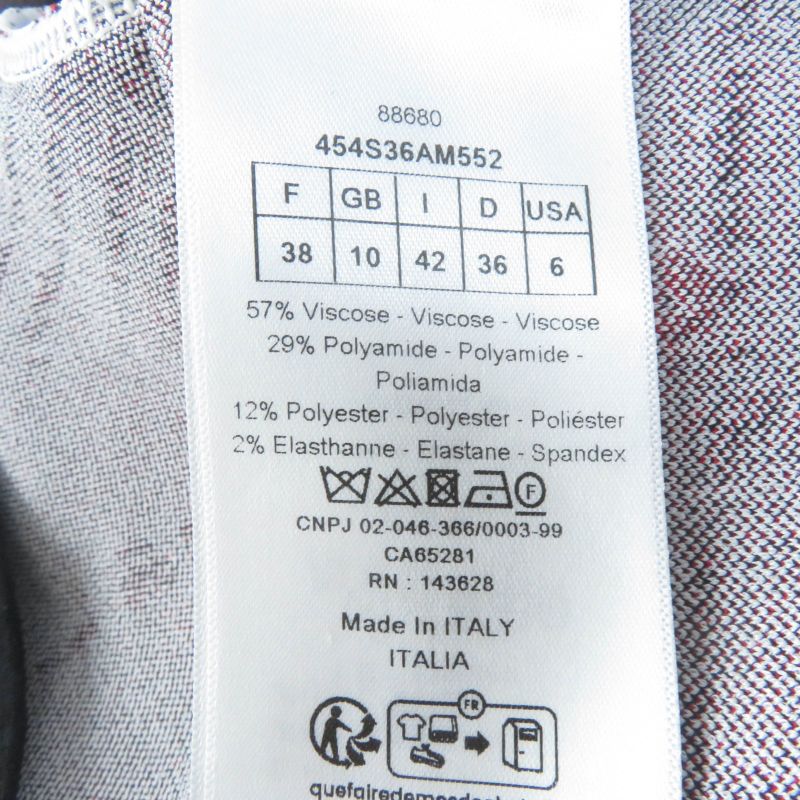 88680
454S36AM552
F GB I D USA
38 10 42 36 6
57% Viscose - Viscose - Viscose
29% Polyamide - Polyamide -
Poliamida
12% Polyester - Polyester - Poliéster
2% Elasthanne - Elastane - Spandex
F
CNPJ 02-046-366/0003-99
CA65281
RN : 143628
Made In ITALY
ITALIA
FR